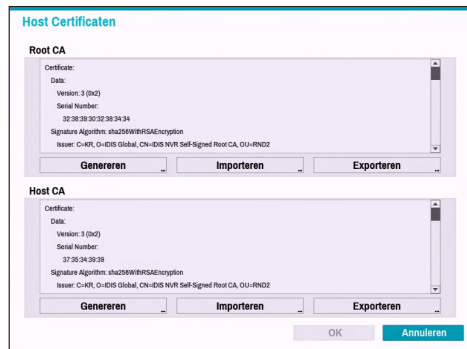 Host Certificaten
Root CA
Certificate:
Data:
Version: 3 (0x2)
Serial Number:
32:38:39:30:32:38:34:34
Signature Algorithm: sha256WithRSAEncryption
Issuer: C=KR, O=IDIS Global, CN=IDIS NVR Self-Signed Root CA, OU=RND2
Genereren ... Importeren ... Exporteren ...
Host CA
Certificate:
Data:
Version: 3 (0x2)
Serial Number:
37:35:34:39:39
Signature Algorithm: sha256WithRSAEncryption
Issuer: C=KR, O=IDIS Global, CN=IDIS NVR Self-Signed Root CA, OU=RND2
Genereren ... Importeren ... Exporteren ...
OK Annuleren